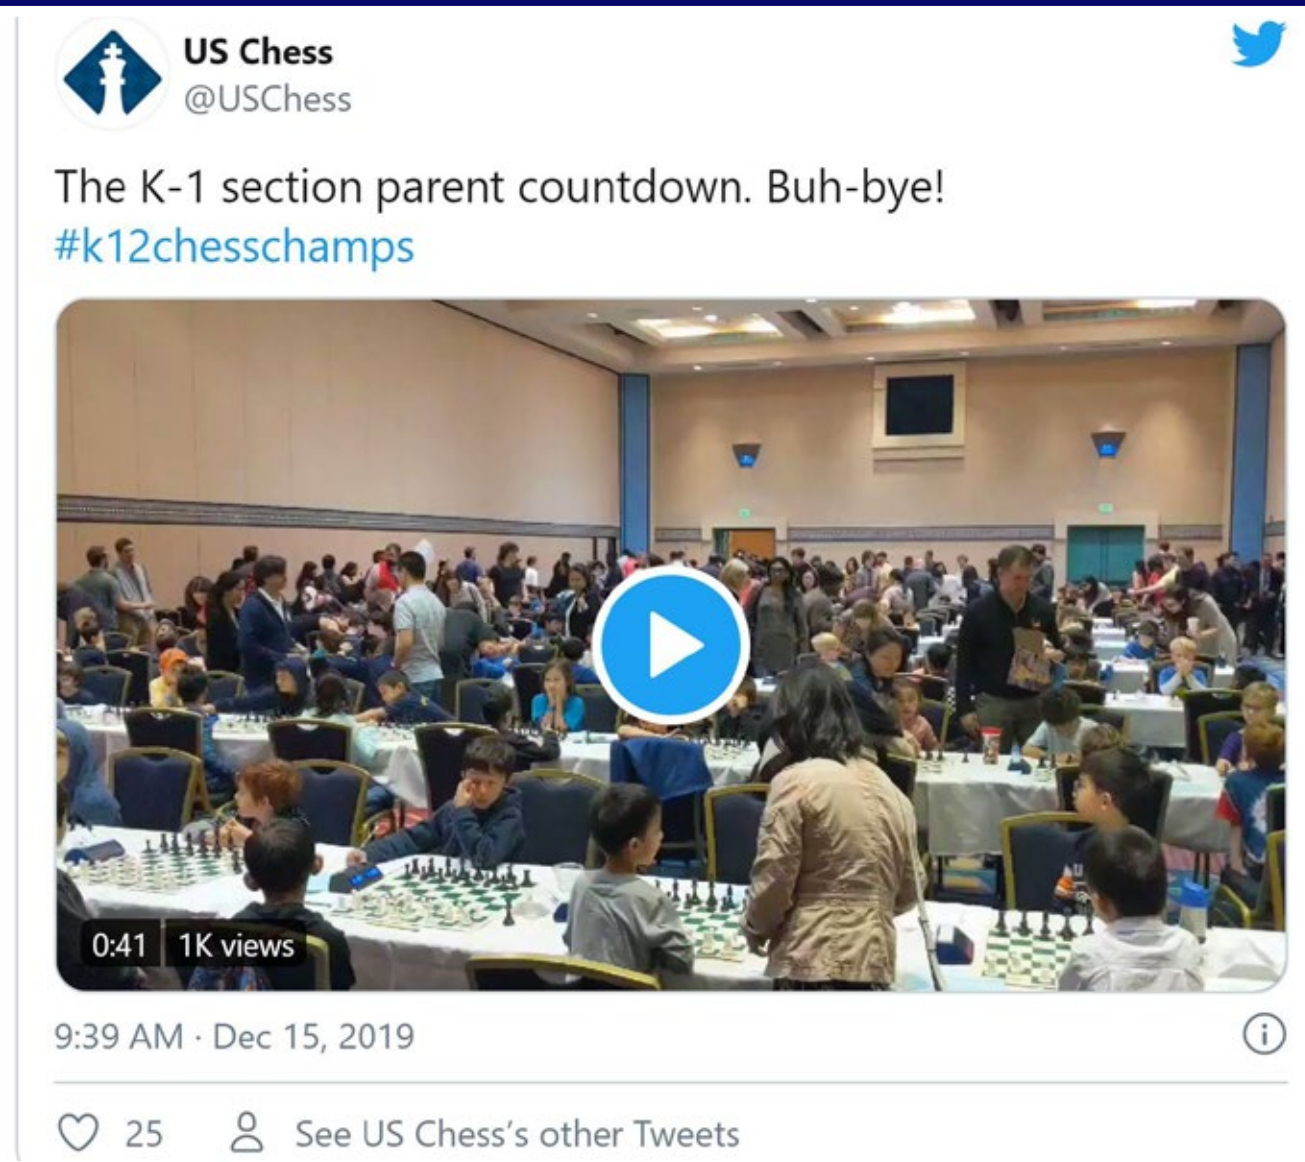 US Chess
@USChess
The K-1 section parent countdown. Buh-bye!
#k12chesschamps
0:41 1K views
9:39 AM · Dec 15, 2019
25 See US Chess's other Tweets